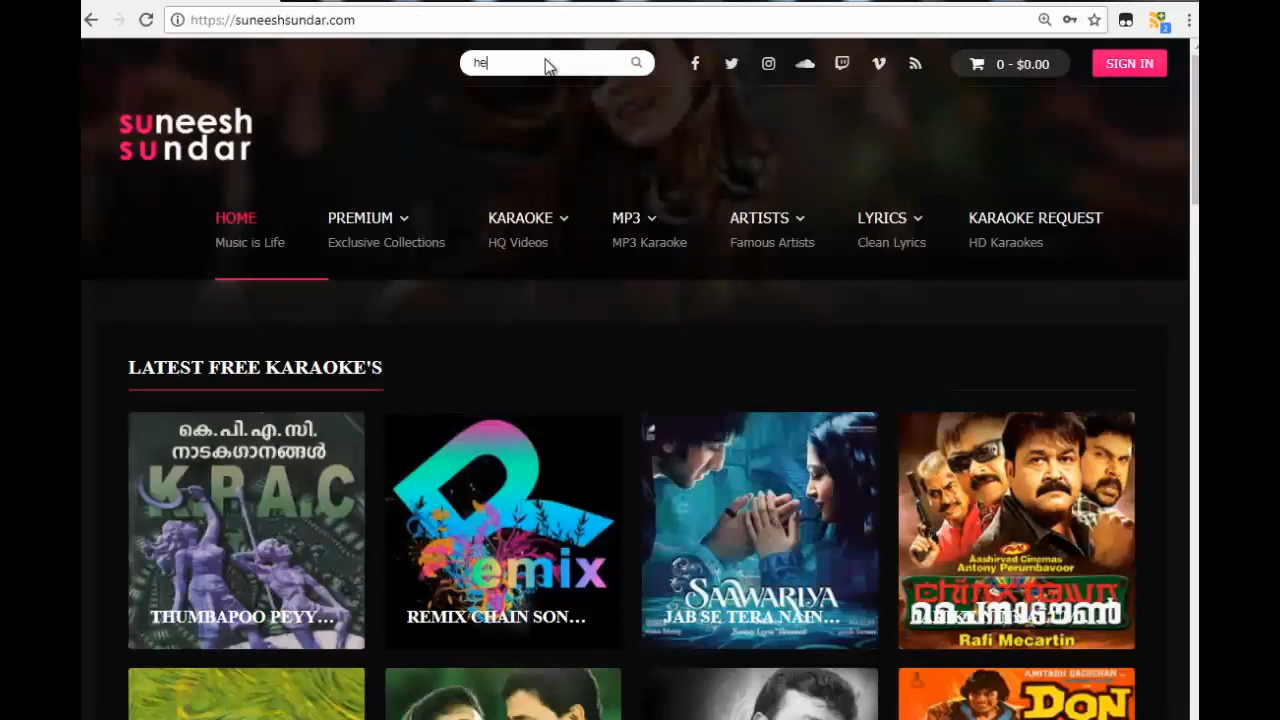 https://suneeshsundar.com
2
he
0 - $0.00
SIGN IN
suneesh
sundar
HOME
Music is Life
PREMIUM
Exclusive Collections
KARAOKE
HQ Videos
MP3
MP3 Karaoke
ARTISTS
Famous Artists
LYRICS
Clean Lyrics
KARAOKE REQUEST
HD Karaokes
LATEST FREE KARAOKE'S
കെ.പി.എ.സി.
നാടകഗാനങ്ങൾ
K.P.A.C
THUMBAPOO PEYY...
Remix
REMIX CHAIN SON...
SAAWARIYA
JAB SE TERA NAIN...
Aashirvad Cinemas
Antony Perumbavoor
Rafi Mecartin
AMITABH BACHCHAN
DON